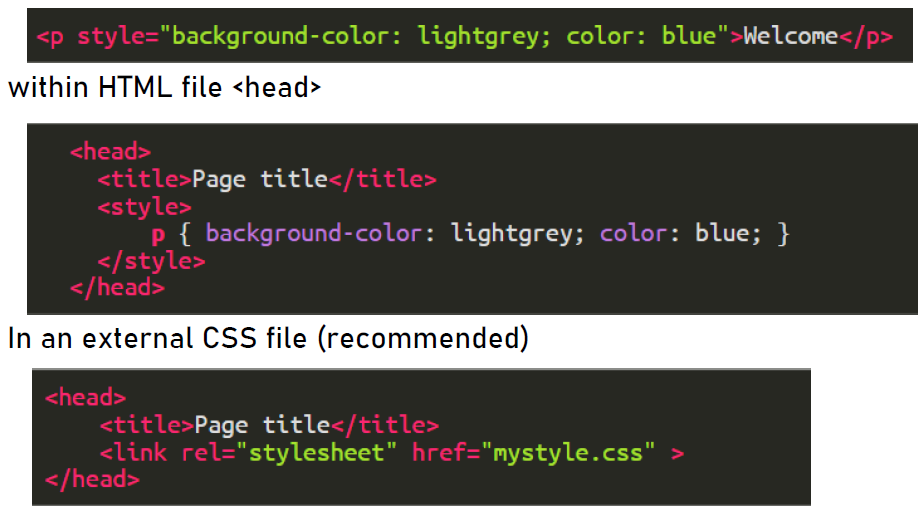 <p style="background-color: lightgrey; color: blue">Welcome</p>
within HTML file <head>
<head>
<title>Page title</title>
<style>
p { background-color: lightgrey; color: blue; }
</style>
</head>
In an external CSS file (recommended)
<head>
<title>Page title</title>
<link rel="stylesheet" href="mystyle.css" >
</head>